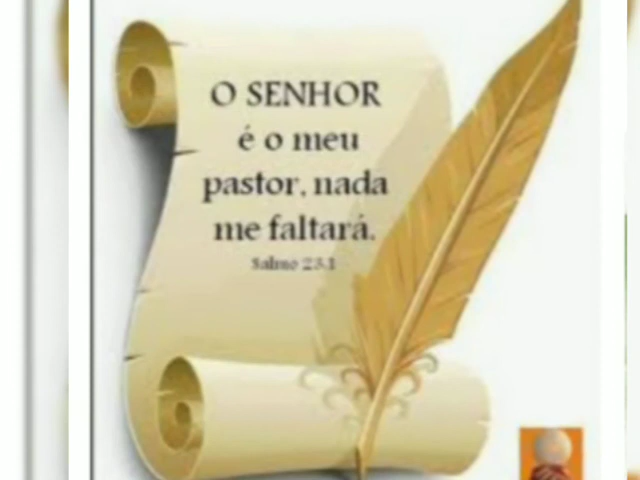 O SENHOR
é o meu
pastor, nada
me faltará.
Salmo 23:1